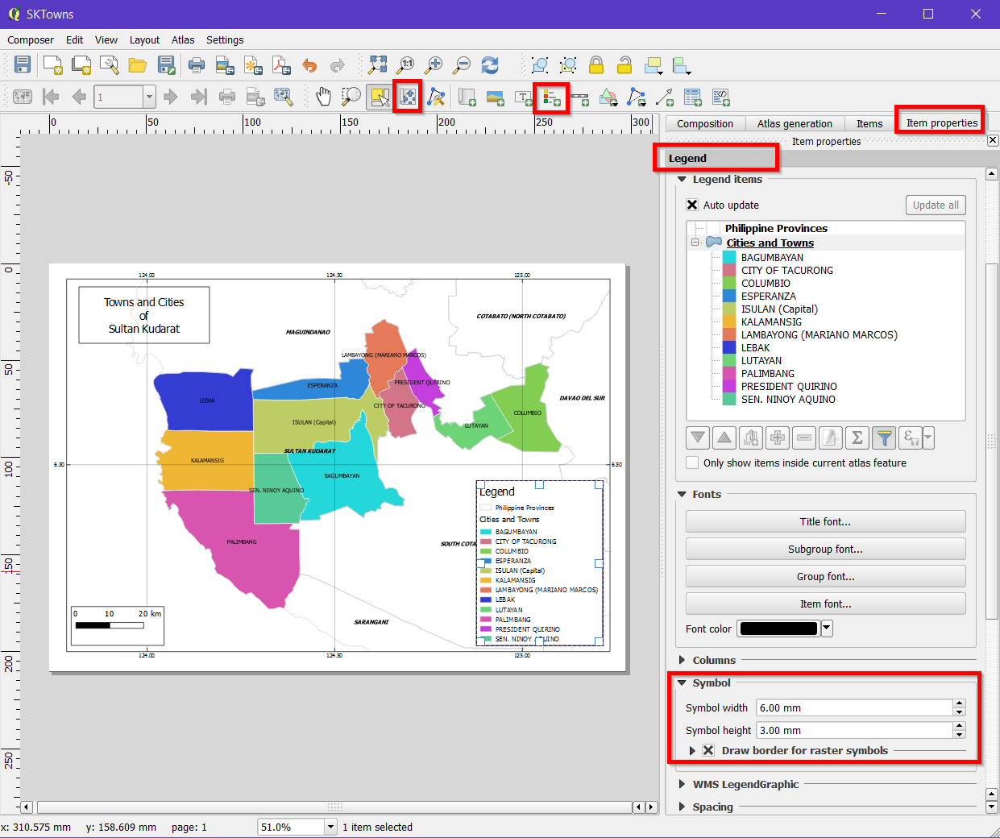 SKTowns
Composer Edit View Layout Atlas Settings
1:1
1
T
0 50 100 150 200 250 300
Composition Atlas generation Items Item properties
Item properties
Legend
Legend items
Auto update Update all
Philippine Provinces
Cities and Towns
BAGUMBAYAN
CITY OF TACURONG
COLUMBIO
ESPERANZA
ISULAN (Capital)
KALAMANSIG
LAMBAYONG (MARIANO MARCOS)
LEBAK
LUTAYAN
PALIMBANG
PRESIDENT QUIRINO
SEN. NINOY AQUINO
Σ ε
Only show items inside current atlas feature
Fonts
Title font...
Subgroup font...
Group font...
Item font...
Font color
Columns
Symbol
Symbol width 6.00 mm
Symbol height 3.00 mm
Draw border for raster symbols
WMS LegendGraphic
Spacing
-50
0
50
100
150
200
250
124.00 124.50 125.00
Towns and Cities
of
Sultan Kudarat
COTABATO (NORTH COTABATO)
MAGUINDANAO
LAMBAYONG (MARIANO MARCOS)
ESPERANZA
PRESIDENT QUIRINO
LEBAK
DAVAO DEL SUR
CITY OF TACURONG
COLUMBIO
ISULAN (Capital)
LUTAYAN
SULTAN KUDARAT
KALAMANSIG
6.50 6.50
BAGUMBAYAN
SEN. NINOY AQUINO
PALIMBANG
SOUTH COTA
SARANGANI
0 10 20 km
Legend
Philippine Provinces
Cities and Towns
BAGUMBAYAN
CITY OF TACURONG
COLUMBIO
ESPERANZA
ISULAN (Capital)
KALAMANSIG
LAMBAYONG (MARIANO MARCOS)
LEBAK
LUTAYAN
PALIMBANG
PRESIDENT QUIRINO
SEN. NINOY AQUINO
124.00 124.50 125.00
x: 310.575 mm y: 158.609 mm page: 1 51.0% 1 item selected